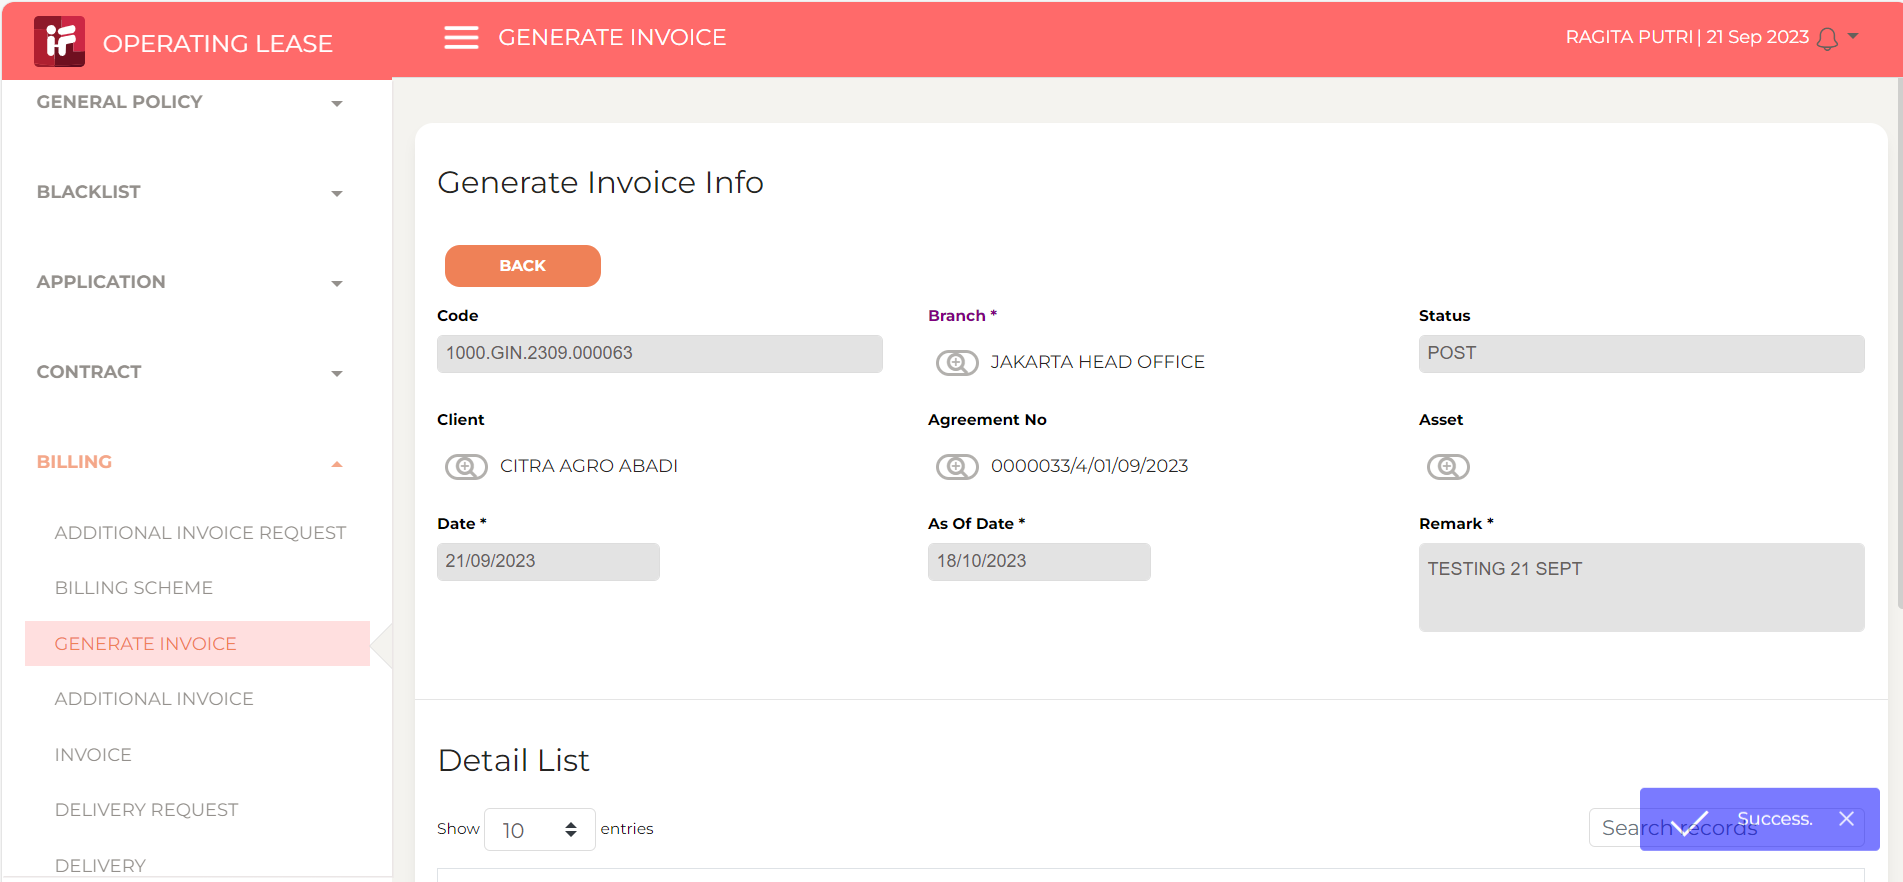 iF OPERATING LEASE
GENERATE INVOICE
RAGITA PUTRI | 21 Sep 2023
GENERAL POLICY
BLACKLIST
APPLICATION
CONTRACT
BILLING
ADDITIONAL INVOICE REQUEST
BILLING SCHEME
GENERATE INVOICE
ADDITIONAL INVOICE
INVOICE
DELIVERY REQUEST
DELIVERY
Generate Invoice Info
BACK
Code
1000.GIN.2309.000063
Branch *
JAKARTA HEAD OFFICE
Status
POST
Client
CITRA AGRO ABADI
Agreement No
0000033/4/01/09/2023
Asset
Date *
21/09/2023
As Of Date *
18/10/2023
Remark *
TESTING 21 SEPT
Detail List
Show 10 entries
Search records
Success.